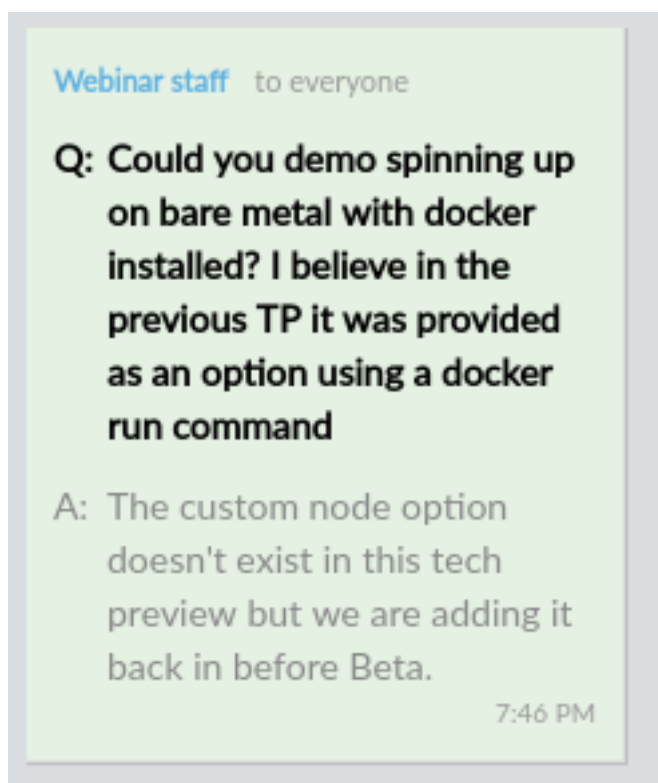 Webinar staff to everyone
Q: Could you demo spinning up
on bare metal with docker
installed? I believe in the
previous TP it was provided
as an option using a docker
run command
A: The custom node option
doesn't exist in this tech
preview but we are adding it
back in before Beta.
7:46 PM